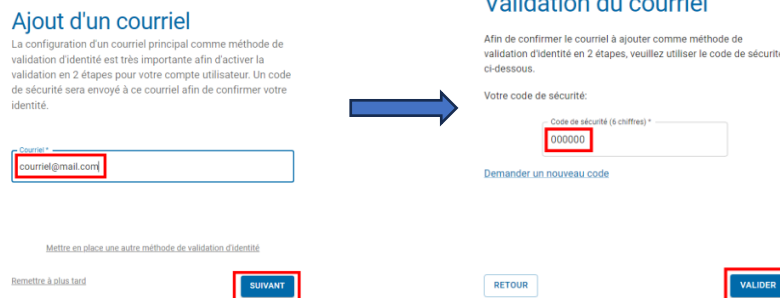 Ajout d'un courriel
La configuration d'un courriel principal comme méthode de
validation d'identité est très importante afin d'activer la
validation en 2 étapes pour votre compte utilisateur. Un code
de sécurité sera envoyé à ce courriel afin de confirmer votre
identité.
Courriel *
courriel@mail.com
Mettre en place une autre méthode de validation d'identité
Remettre à plus tard
SUIVANT
Validation du courriel
Afin de confirmer le courriel à ajouter comme méthode de
validation d'identité en 2 étapes, veuillez utiliser le code de sécurité
ci-dessous.
Votre code de sécurité:
Code de sécurité (6 chiffres) *
000000
Demander un nouveau code
RETOUR
VALIDER